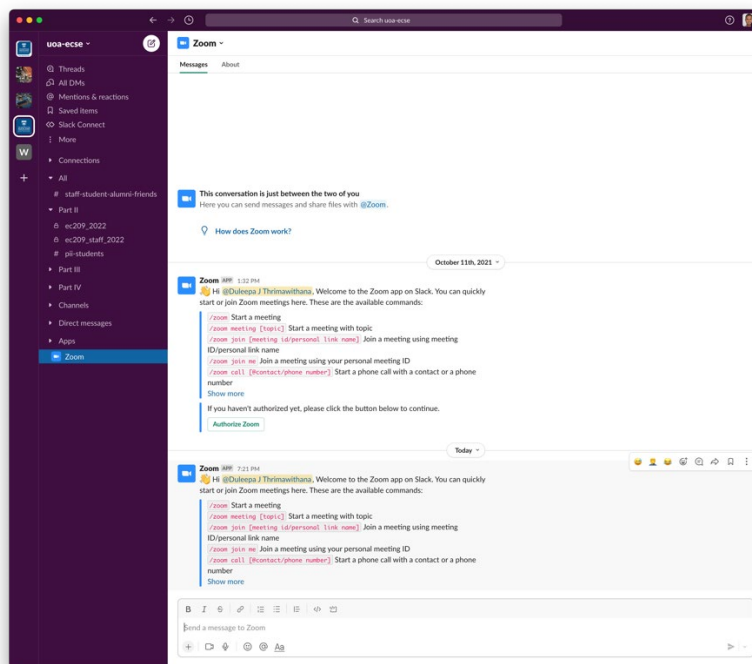 Search uoa-ecse
uoa-ecse
Zoom
Messages About
Threads
All DMs
Mentions & reactions
Saved items
Slack Connect
More
W
Connections
All
# staff-student-alumni-friends
Part II
ec209_2022
ec209_staff_2022
# pii-students
Part III
Part IV
Channels
Direct messages
Apps
Zoom
This conversation is just between the two of you
Here you can send messages and share files with @Zoom.
How does Zoom work?
October 11th, 2021
Zoom APP 1:32 PM
👋 Hi @Duleepa J Thrimawithana, Welcome to the Zoom app on Slack. You can quickly
start or join Zoom meetings here. These are the available commands:
/zoom Start a meeting
/zoom meeting [topic] Start a meeting with topic
/zoom join [meeting id/personal link name] Join a meeting using meeting
ID/personal link name
/zoom join me Join a meeting using your personal meeting ID
/zoom call [@contact/phone number] Start a phone call with a contact or a phone
number
Show more
If you haven't authorized yet, please click the button below to continue.
Authorize Zoom
Today
Zoom APP 7:21 PM
👋 Hi @Duleepa J Thrimawithana, Welcome to the Zoom app on Slack. You can quickly
start or join Zoom meetings here. These are the available commands:
/zoom Start a meeting
/zoom meeting [topic] Start a meeting with topic
/zoom join [meeting id/personal link name] Join a meeting using meeting
ID/personal link name
/zoom join me Join a meeting using your personal meeting ID
/zoom call [@contact/phone number] Start a phone call with a contact or a phone
number
Show more
B I S
Send a message to Zoom
@ Aa